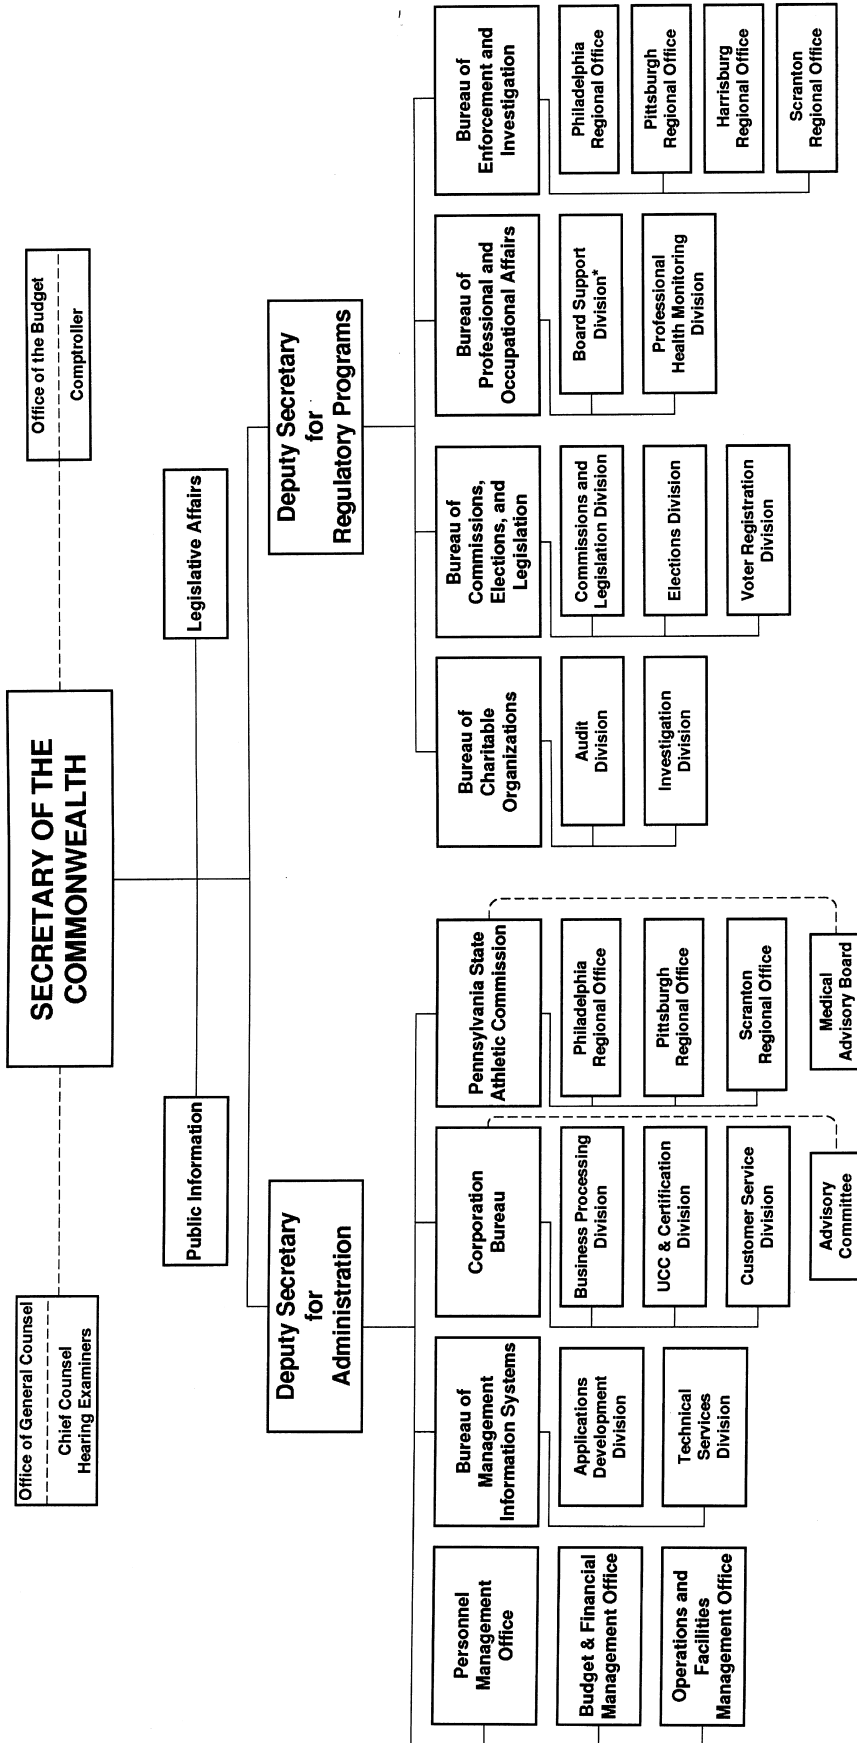 SECRETARY OF THE
COMMONWEALTH
Office of General Counsel
Chief Counsel
Hearing Examiners
Office of the Budget
Comptroller
Public Information
Legislative Affairs
Deputy Secretary
for
Administration
Deputy Secretary
for
Regulatory Programs
Personnel
Management
Office
Budget & Financial
Management Office
Operations and
Facilities
Management Office
Bureau of
Management
Information Systems
Applications
Development
Division
Technical
Services
Division
Corporation
Bureau
Business Processing
Division
UCC & Certification
Division
Customer Service
Division
Advisory
Committee
Pennsylvania State
Athletic Commission
Philadelphia
Regional Office
Pittsburgh
Regional Office
Scranton
Regional Office
Medical
Advisory Board
Bureau of
Charitable
Organizations
Audit
Division
Investigation
Division
Bureau of
Commissions,
Elections, and
Legislation
Commissions and
Legislation Division
Elections Division
Voter Registration
Division
Bureau of
Professional and
Occupational Affairs
Board Support
Division*
Professional
Health Monitoring
Division
Bureau of
Enforcement and
Investigation
Philadelphia
Regional Office
Pittsburgh
Regional Office
Harrisburg
Regional Office
Scranton
Regional Office